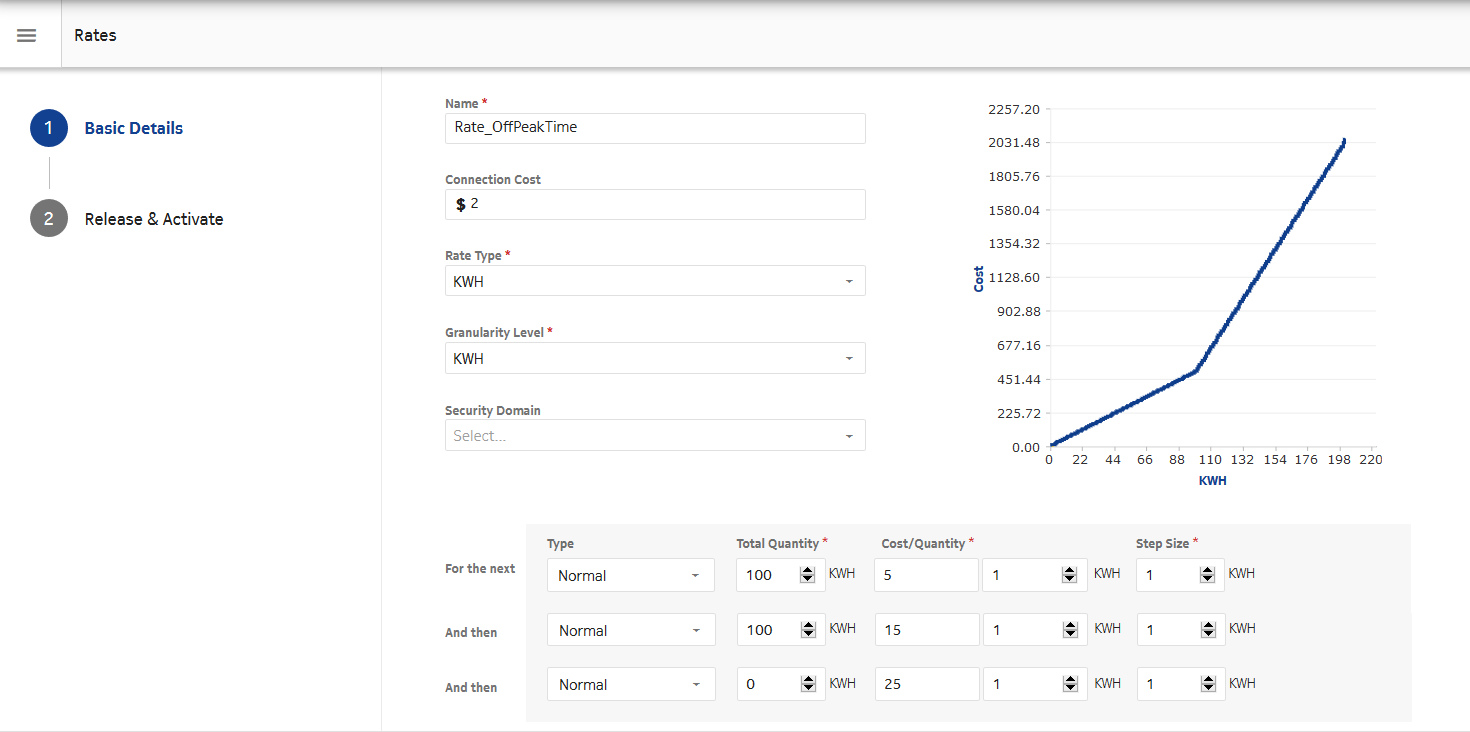 Rates
1 Basic Details
2 Release & Activate
Name *
Rate_OffPeakTime
Connection Cost
$ 2
Rate Type *
KWH
Granularity Level *
KWH
Security Domain
Select...
2257.20
2031.48
1805.76
1580.04
1354.32
1128.60
902.88
677.16
451.44
225.72
0.00
Cost
0 22 44 66 88 110 132 154 176 198 220
KWH
Type Total Quantity * Cost/Quantity * Step Size *
For the next Normal 100 KWH 5 1 KWH 1 KWH
And then Normal 100 KWH 15 1 KWH 1 KWH
And then Normal 0 KWH 25 1 KWH 1 KWH